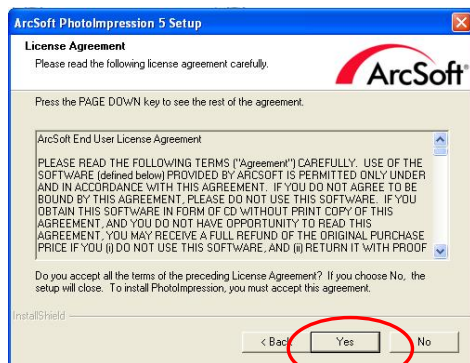 ArcSoft PhotoImpression 5 Setup
License Agreement
Please read the following license agreement carefully.
ArcSoft®
Press the PAGE DOWN key to see the rest of the agreement.
ArcSoft End User License Agreement
PLEASE READ THE FOLLOWING TERMS ("Agreement") CAREFULLY. USE OF THE
SOFTWARE (defined below) PROVIDED BY ARCSOFT IS PERMITTED ONLY UNDER
AND IN ACCORDANCE WITH THIS AGREEMENT. IF YOU DO NOT AGREE TO BE
BOUND BY THIS AGREEMENT, PLEASE DO NOT USE THIS SOFTWARE. IF YOU
OBTAIN THIS SOFTWARE IN FORM OF CD WITHOUT PRINT COPY OF THIS
AGREEMENT, AND YOU DO NOT HAVE OPPORTUNITY TO READ THIS
AGREEMENT, YOU MAY RECEIVE A FULL REFUND OF THE ORIGINAL PURCHASE
PRICE IF YOU (i) DO NOT USE THIS SOFTWARE, AND (ii) RETURN IT WITH PROOF
Do you accept all the terms of the preceding License Agreement? If you choose No, the
setup will close. To install PhotoImpression, you must accept this agreement.
InstallShield
< Back Yes No